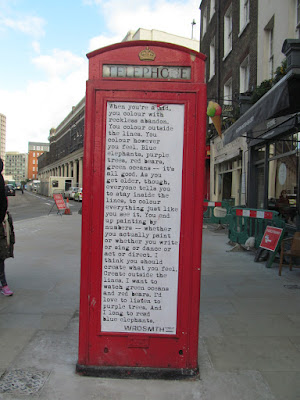 TELEPHONE
When you're a kid,
you colour with
reckless abandon.
You colour outside
the lines. You
colour however
you feel. Blue
elephants, purple
trees, red bears,
green oceans -- it's
all good. As you
get older, though,
everyone tells you
to stay inside the
lines, to colour
everything just like
you see it. You end
up painting by
numbers -- whether
you actually paint
or whether you write
or sing or dance or
act or direct. I
think you should
create what you feel.
Create outside the
lines. I want to
watch green oceans
and red bears. I'd
love to listen to
purple trees. And
I long to read
blue elephants.
WRDSMITH